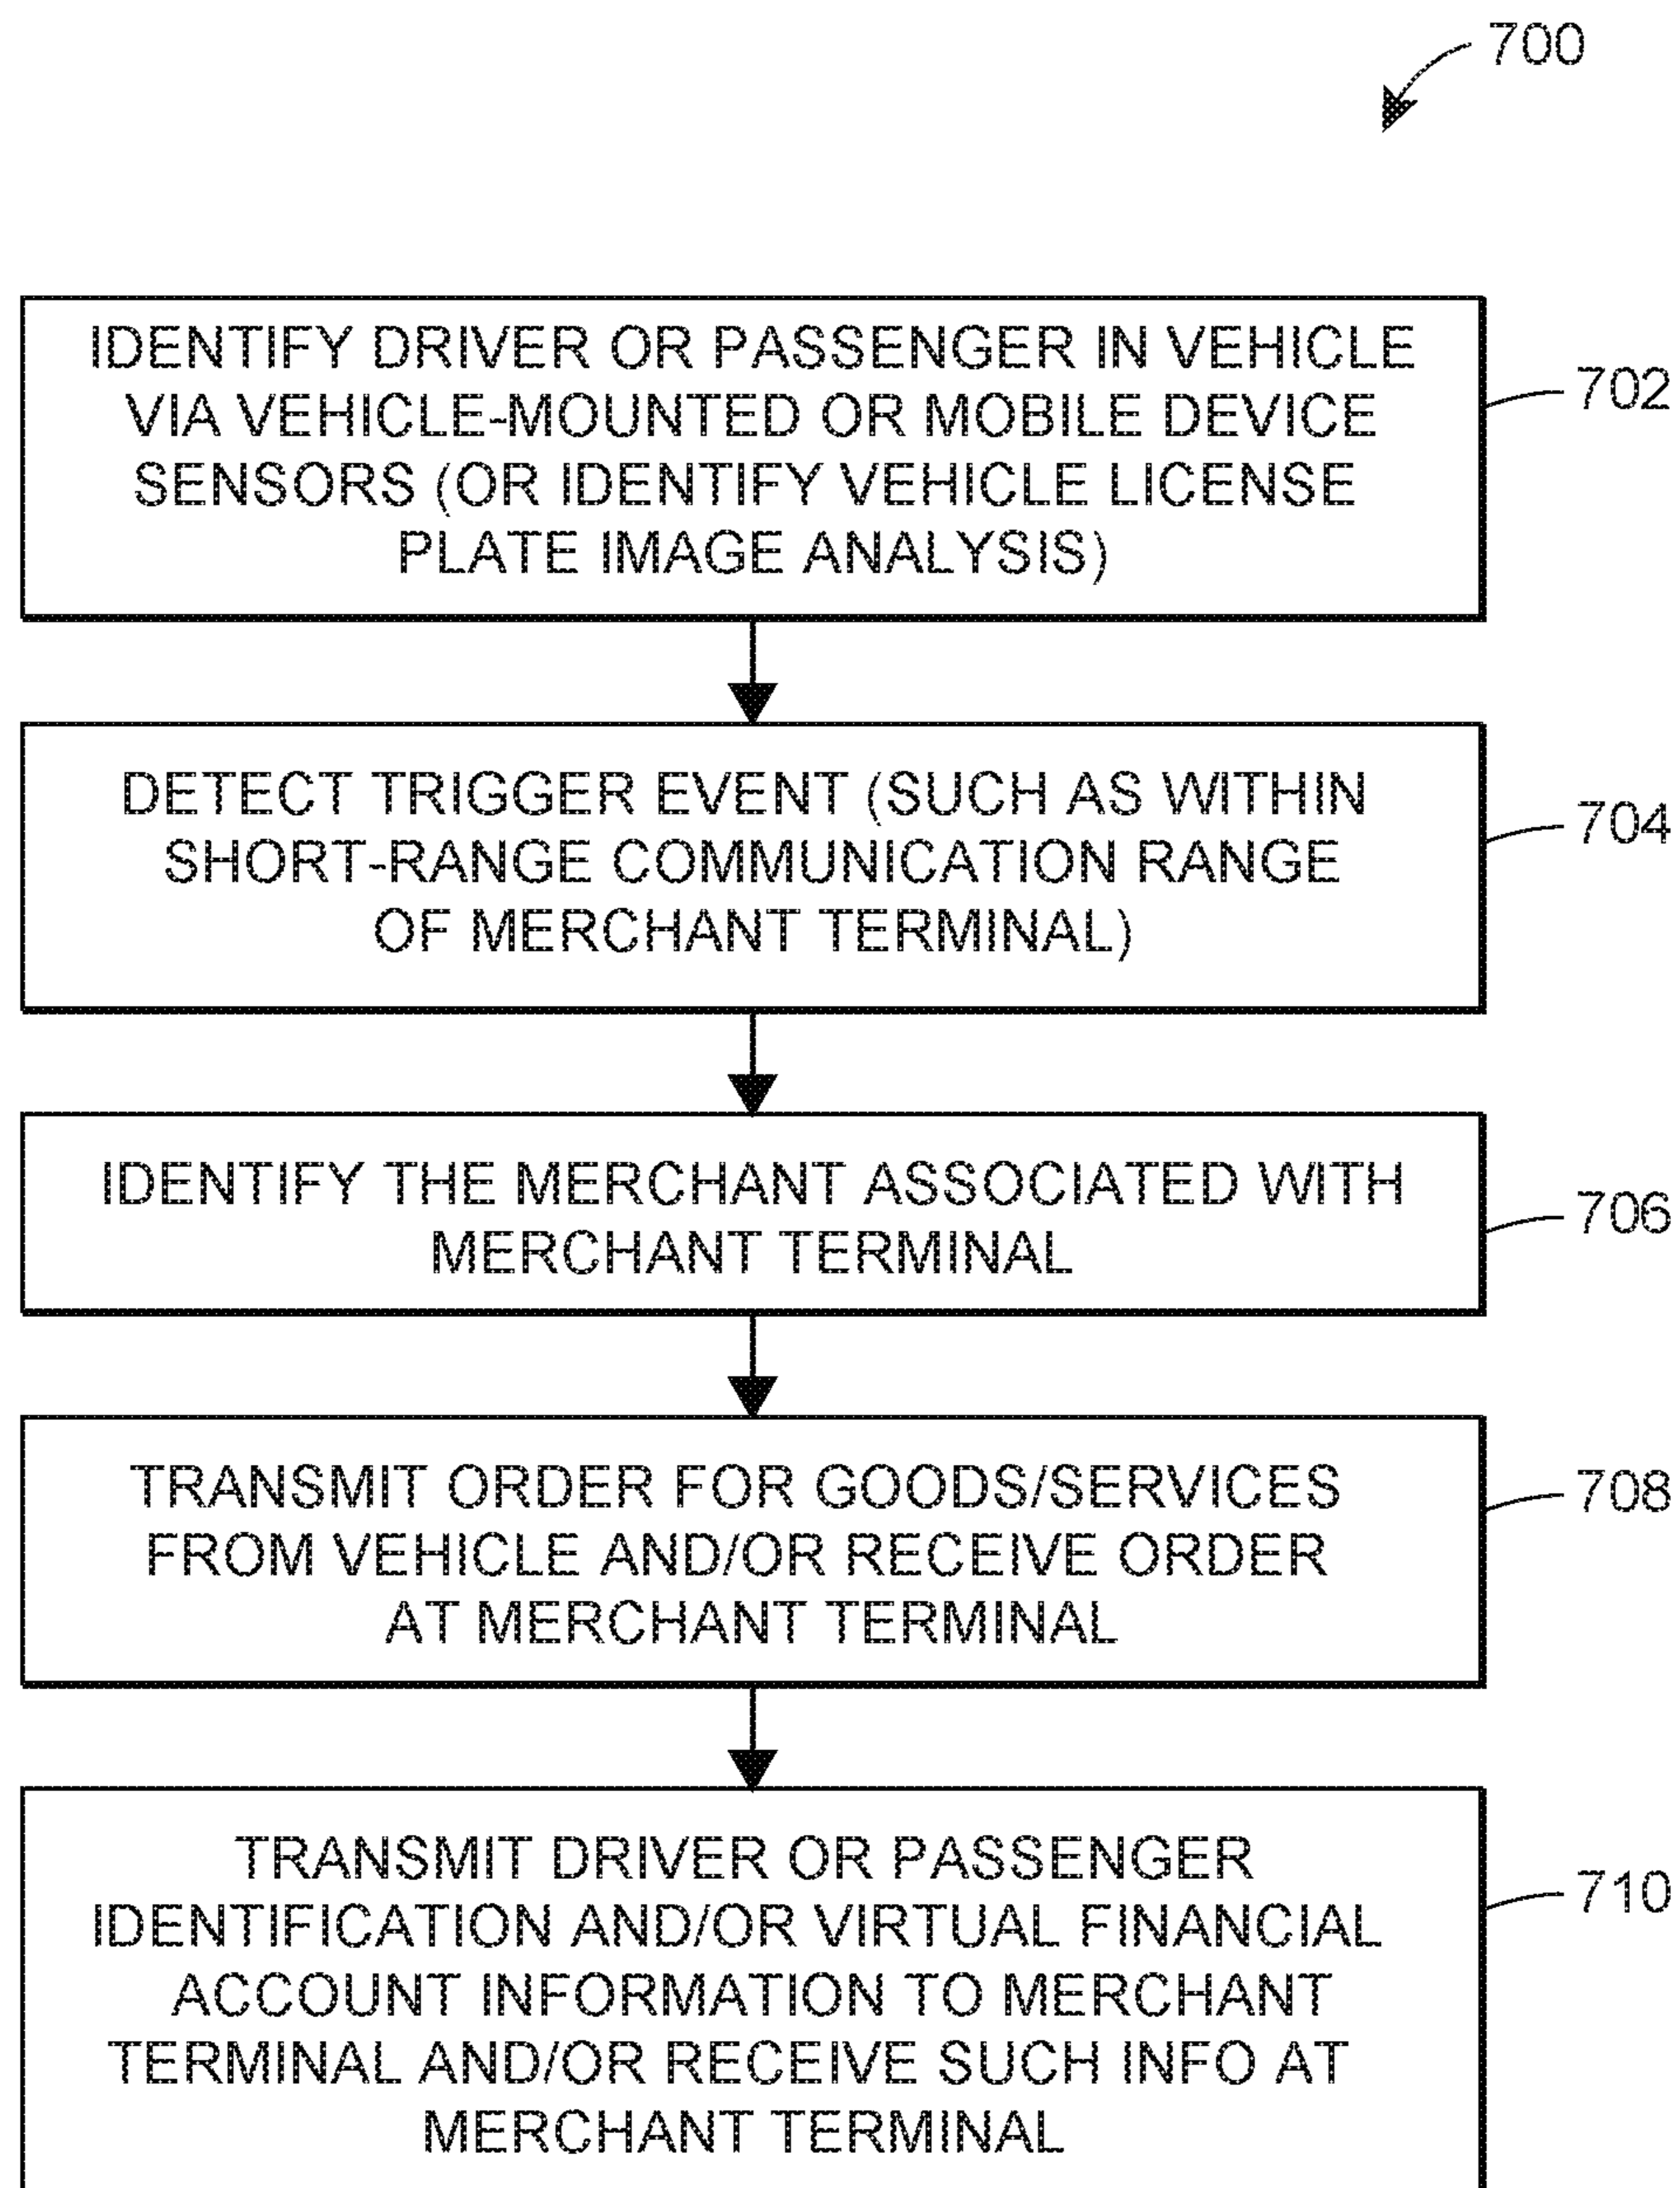 700
IDENTIFY DRIVER OR PASSENGER IN VEHICLE
VIA VEHICLE-MOUNTED OR MOBILE DEVICE
SENSORS (OR IDENTIFY VEHICLE LICENSE
PLATE IMAGE ANALYSIS)
702
DETECT TRIGGER EVENT (SUCH AS WITHIN
SHORT-RANGE COMMUNICATION RANGE
OF MERCHANT TERMINAL)
704
IDENTIFY THE MERCHANT ASSOCIATED WITH
MERCHANT TERMINAL
706
TRANSMIT ORDER FOR GOODS/SERVICES
FROM VEHICLE AND/OR RECEIVE ORDER
AT MERCHANT TERMINAL
708
TRANSMIT DRIVER OR PASSENGER
IDENTIFICATION AND/OR VIRTUAL FINANCIAL
ACCOUNT INFORMATION TO MERCHANT
TERMINAL AND/OR RECEIVE SUCH INFO AT
MERCHANT TERMINAL
710